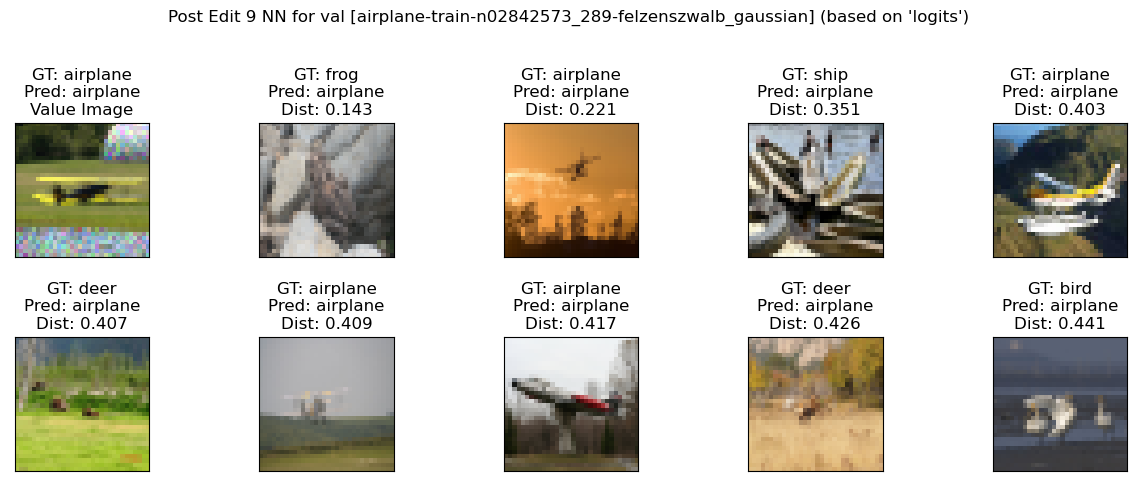 Post Edit 9 NN for val [airplane-train-n02842573_289-felzenszwalb_gaussian] (based on 'logits')
GT: airplane
Pred: airplane
Value Image
GT: frog
Pred: airplane
Dist: 0.143
GT: airplane
Pred: airplane
Dist: 0.221
GT: ship
Pred: airplane
Dist: 0.351
GT: airplane
Pred: airplane
Dist: 0.403
GT: deer
Pred: airplane
Dist: 0.407
GT: airplane
Pred: airplane
Dist: 0.409
GT: airplane
Pred: airplane
Dist: 0.417
GT: deer
Pred: airplane
Dist: 0.426
GT: bird
Pred: airplane
Dist: 0.441